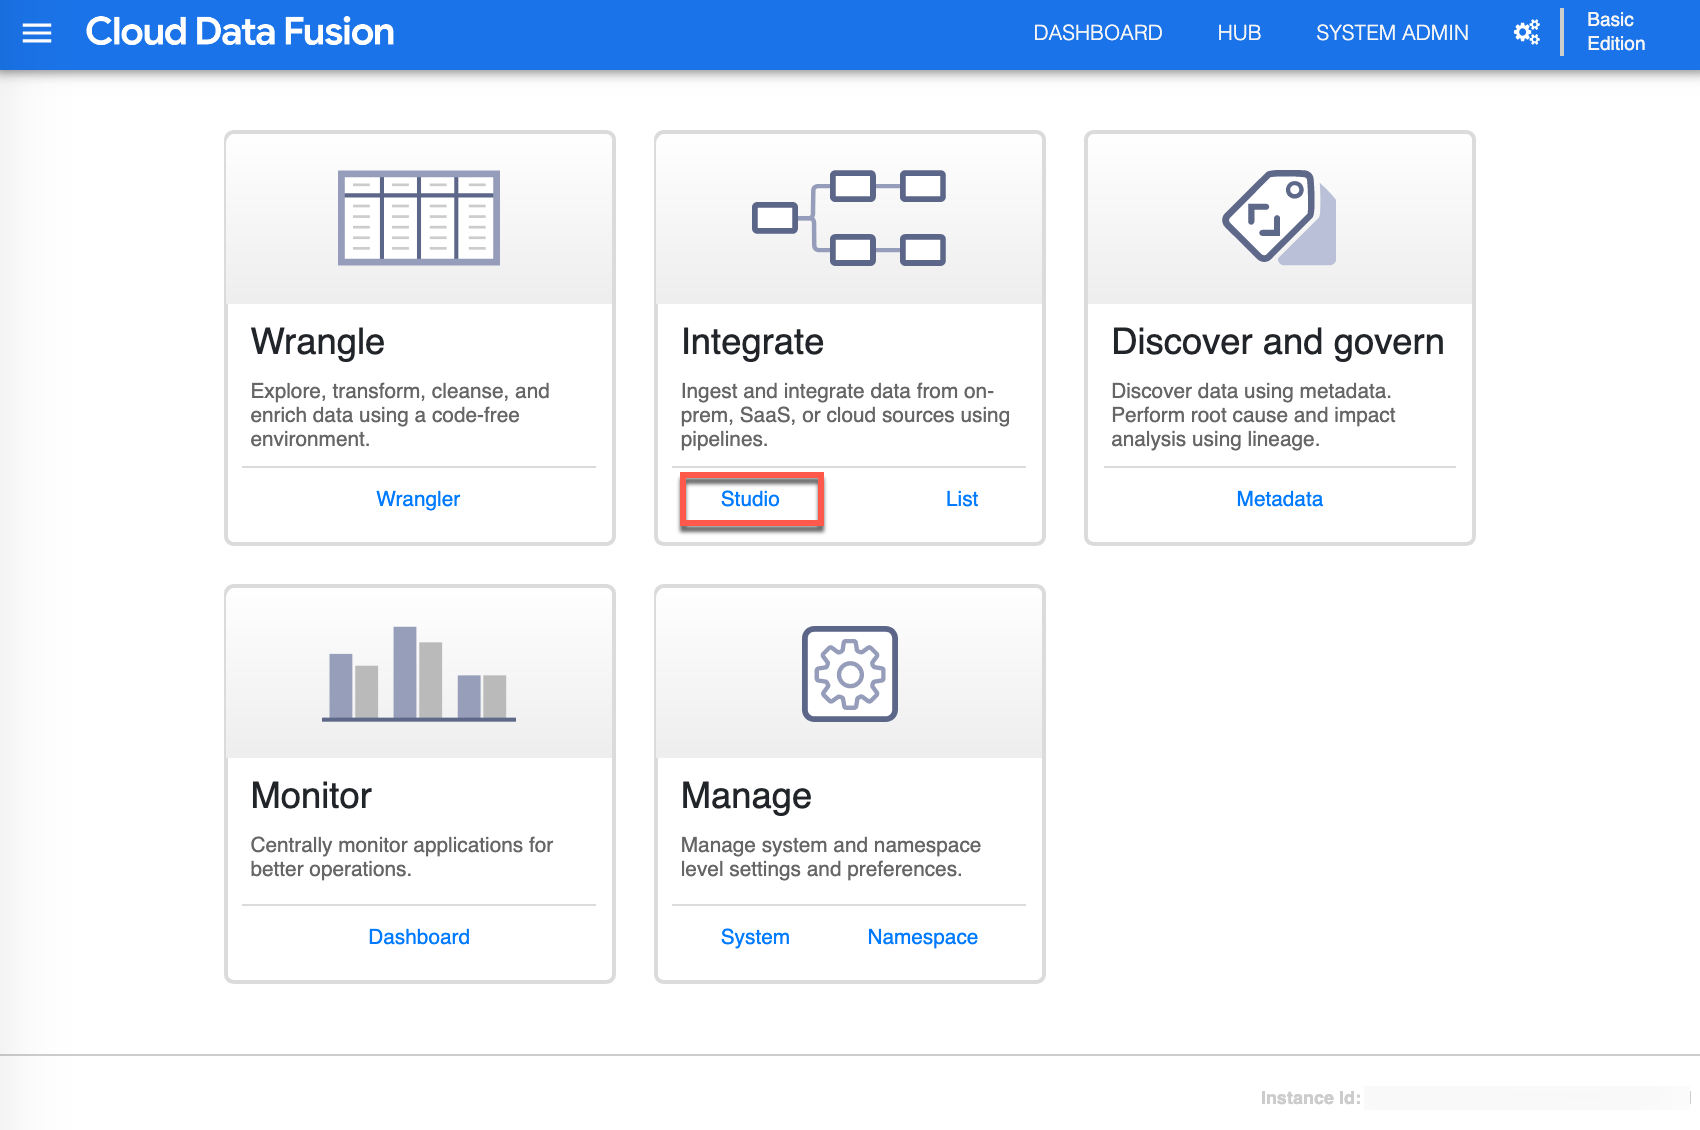 Cloud Data Fusion
DASHBOARD
HUB
SYSTEM ADMIN
Basic
Edition
Wrangle
Explore, transform, cleanse, and
enrich data using a code-free
environment.
Wrangler
Integrate
Ingest and integrate data from on-
prem, SaaS, or cloud sources using
pipelines.
Studio
List
Discover and govern
Discover data using metadata.
Perform root cause and impact
analysis using lineage.
Metadata
Monitor
Centrally monitor applications for
better operations.
Dashboard
Manage
Manage system and namespace
level settings and preferences.
System
Namespace
Instance Id: